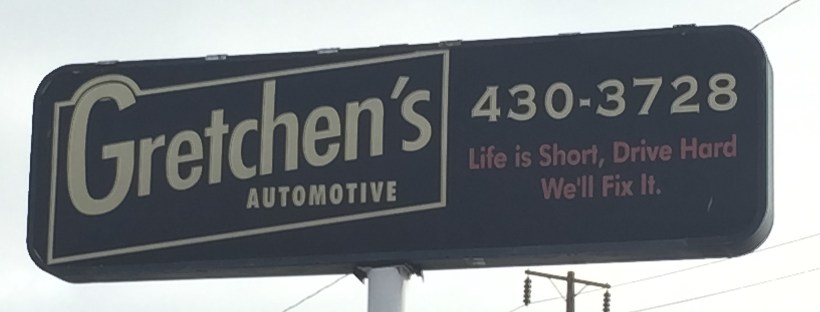 Gretchen's
AUTOMOTIVE
430-3728
Life is Short, Drive Hard
We'll Fix It.